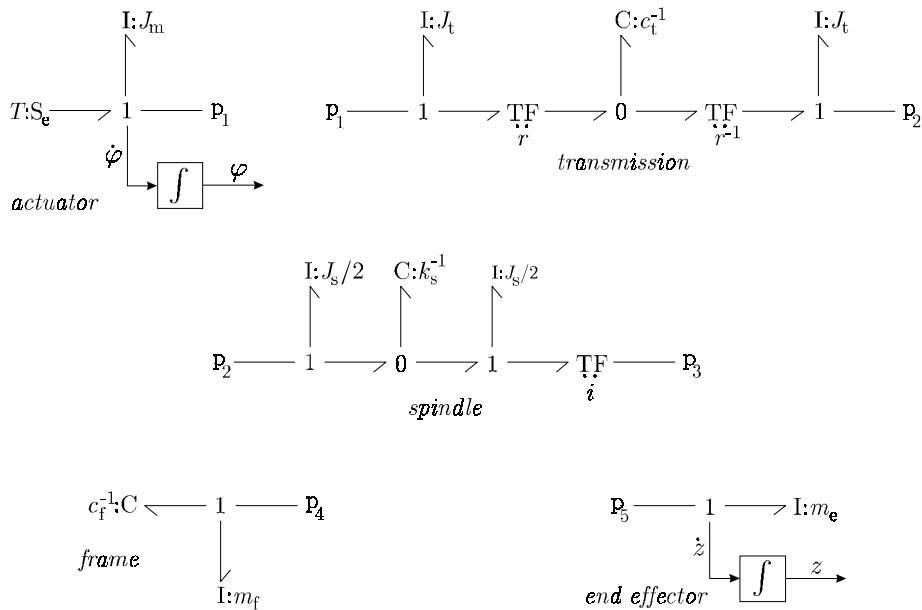 I:Jₘ I:Jₜ C:cₜ⁻¹ I:Jₜ
T:Sₑ 1 p₁ p₁ 1 TF 0 TF 1 p₂
r r⁻¹
φ̇ ∫ φ transmission
actuator
I:Jₛ/2 C:kₛ⁻¹ I:Jₛ/2
p₂ 1 0 1 TF p₃
i
spindle
c_f⁻¹:C 1 p₄ p₅ 1 I:mₑ
frame ż ∫ z
I:m_f end effector